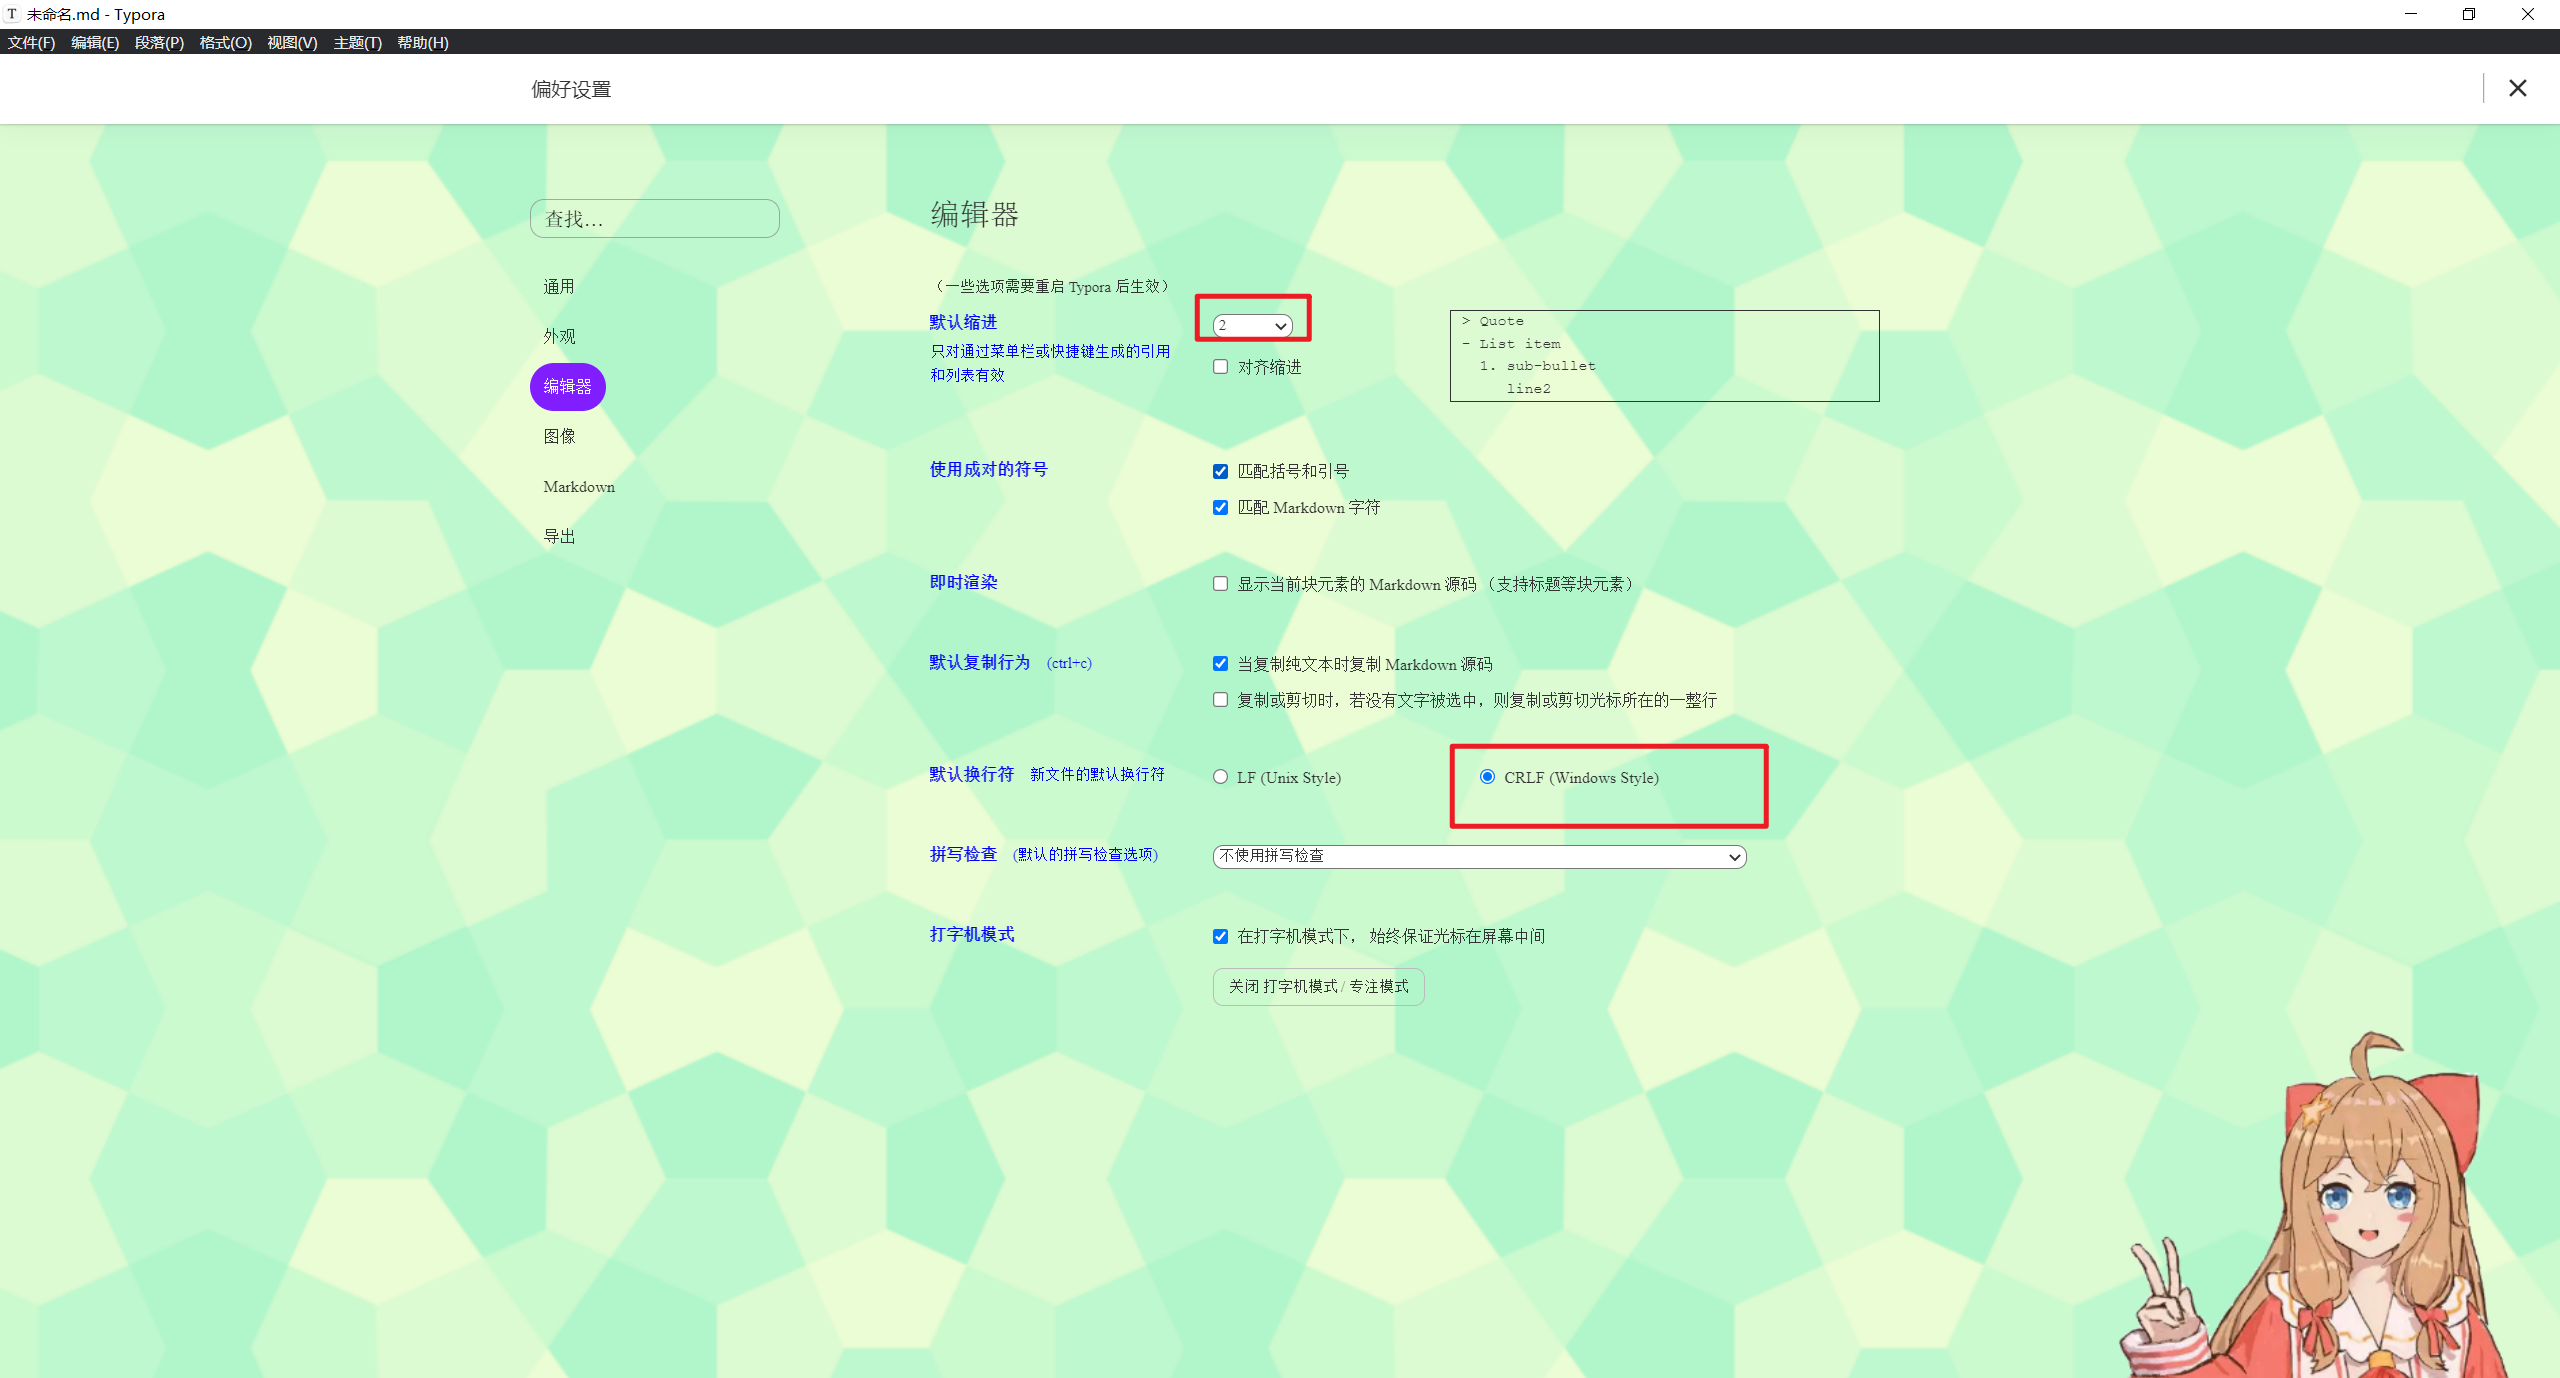 T 未命名.md - Typora
文件(F) 编辑(E) 段落(P) 格式(O) 视图(V) 主题(T) 帮助(H)
偏好设置
查找...
通用
外观
编辑器
图像
Markdown
导出
编辑器
（一些选项需要重启 Typora 后生效）
默认缩进
只对通过菜单栏或快捷键生成的引用
和列表有效
2
对齐缩进
> Quote
- List item
1. sub-bullet
line2
使用成对的符号
匹配括号和引号
匹配 Markdown 字符
即时渲染
显示当前块元素的 Markdown 源码 （支持标题等块元素）
默认复制行为 (ctrl+c)
当复制纯文本时复制 Markdown 源码
复制或剪切时，若没有文字被选中，则复制或剪切光标所在的一整行
默认换行符 新文件的默认换行符
LF (Unix Style)
CRLF (Windows Style)
拼写检查 (默认的拼写检查选项)
不使用拼写检查
打字机模式
在打字机模式下， 始终保证光标在屏幕中间
关闭 打字机模式 / 专注模式